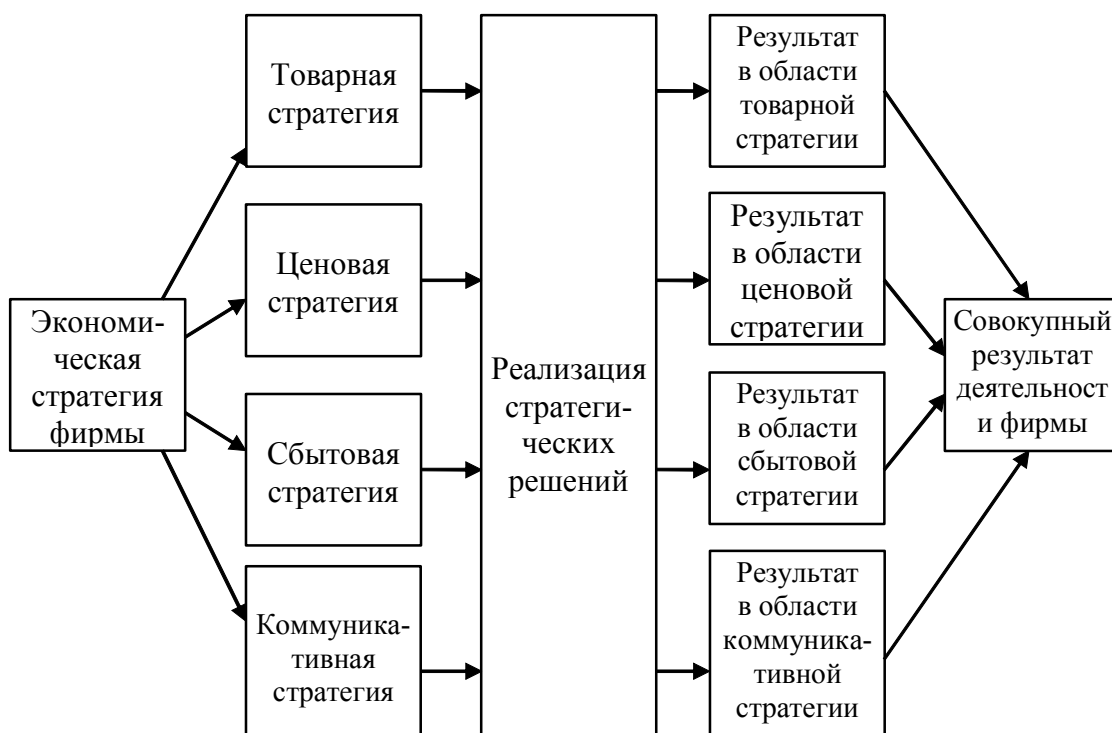 Экономи-
ческая
стратегия
фирмы
Товарная
стратегия
Ценовая
стратегия
Сбытовая
стратегия
Коммуника-
тивная
стратегия
Реализация
стратеги-
ческих
решений
Результат
в области
товарной
стратегии
Результат
в области
ценовой
стратегии
Результат
в области
сбытовой
стратегии
Результат
в области
коммуника-
тивной
стратегии
Совокупный
результат
деятельност
и фирмы